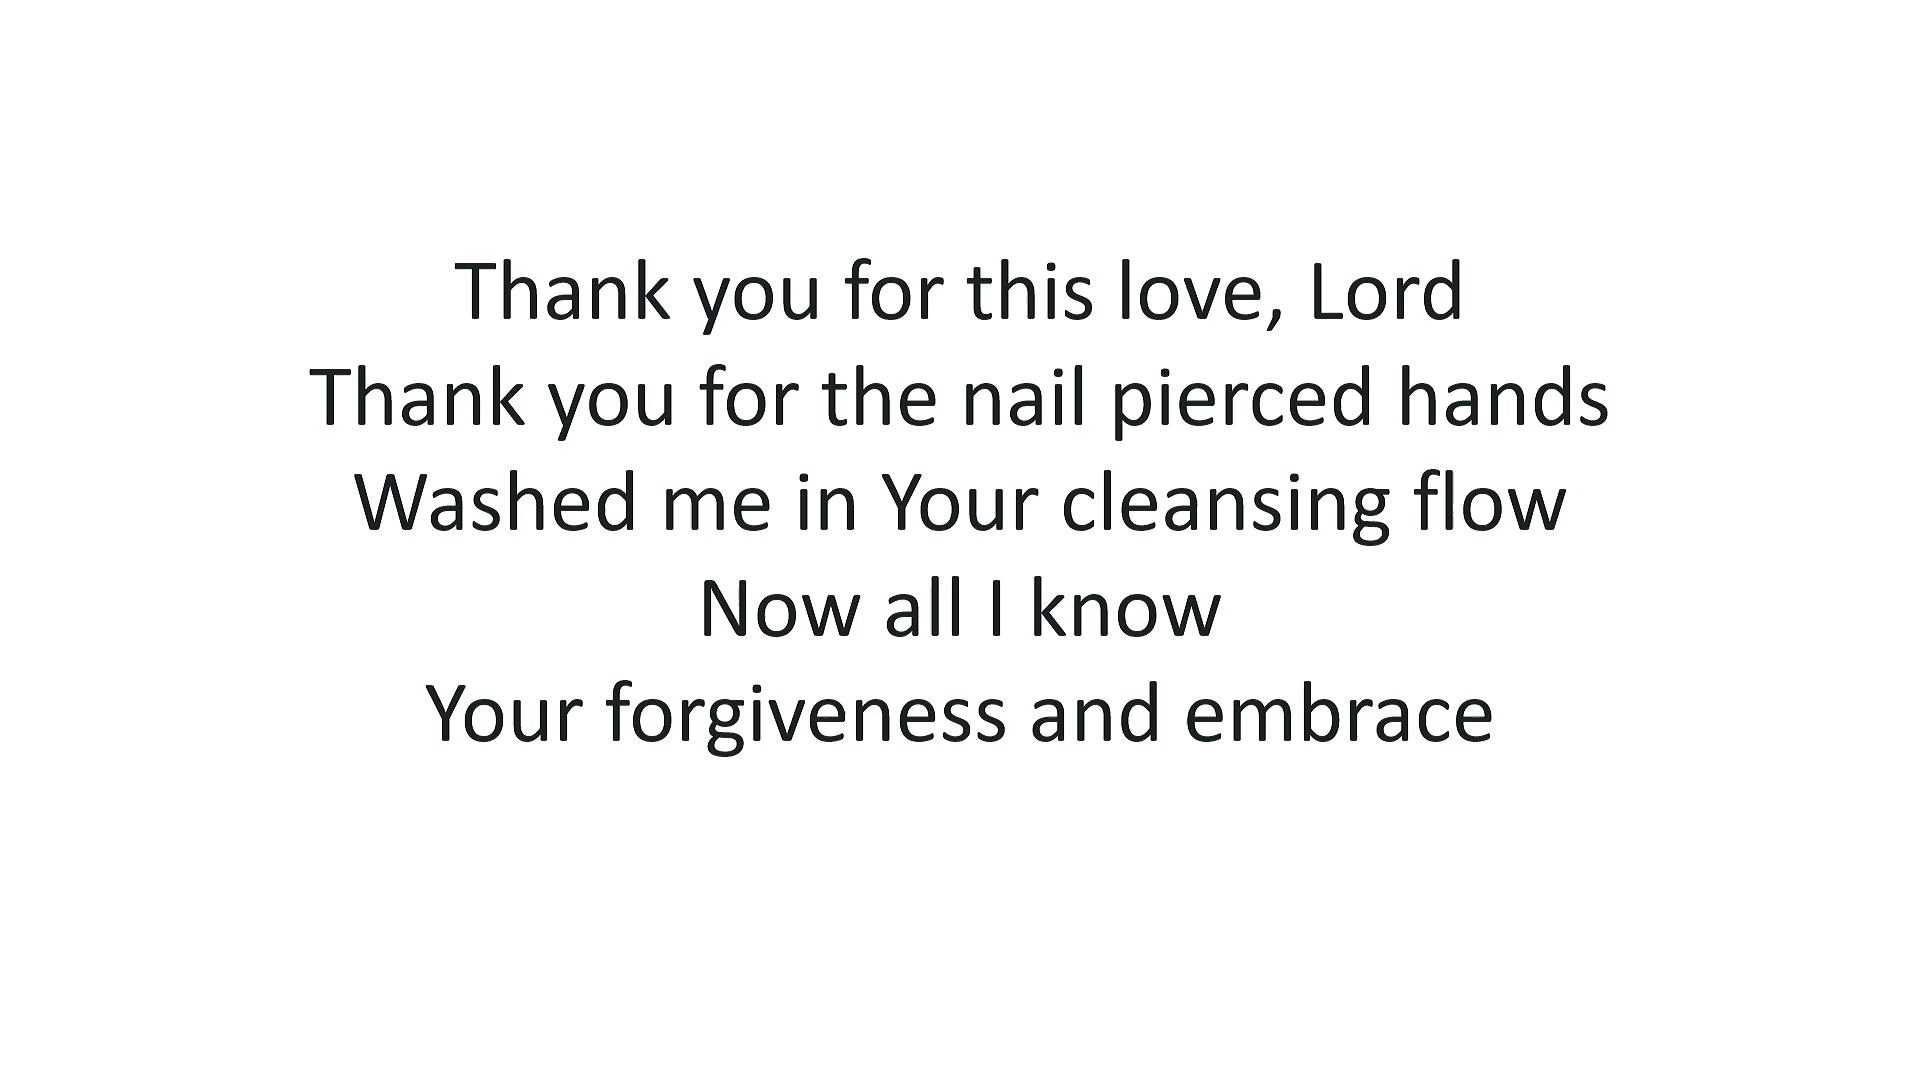 Thank you for this love, Lord
Thank you for the nail pierced hands
Washed me in Your cleansing flow
Now all I know
Your forgiveness and embrace